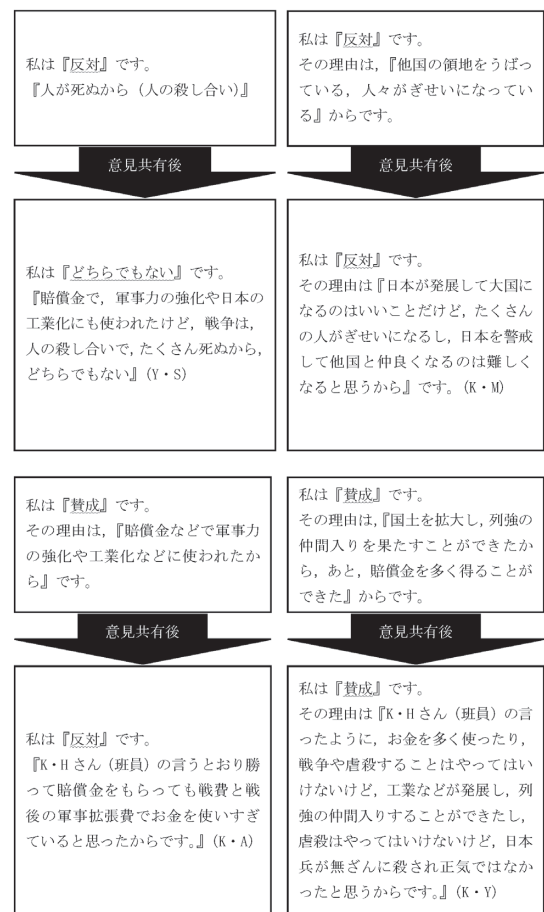 私は『反対』です。
『人が死ぬから（人の殺し合い）』
意見共有後
私は『どちらでもない』です。
『賠償金で，軍事力の強化や日本の
工業化にも使われたけど，戦争は，
人の殺し合いで，たくさん死ぬから，
どちらでもない』(Y・S)
私は『反対』です。
その理由は，『他国の領地をうばっ
ている，人々がぎせいになってい
る』からです。
意見共有後
私は『反対』です。
その理由は『日本が発展して大国に
なるのはいいことだけど，たくさん
の人がぎせいになるし，日本を警戒
して他国と仲良くなるのは難しく
なると思うから』です。(K・M)
私は『賛成』です。
その理由は，『賠償金などで軍事力
の強化や工業化などに使われたか
ら』です。
意見共有後
私は『反対』です。
『K・Hさん（班員）の言うとおり勝
って賠償金をもらっても戦費と戦
後の軍事拡張費でお金を使いすぎ
ていると思ったからです。』(K・A)
私は『賛成』です。
その理由は，『国土を拡大し，列強の
仲間入りを果たすことができたか
ら，あと，賠償金を多く得ることが
できた』からです。
意見共有後
私は『賛成』です。
その理由は『K・Hさん（班員）の言
ったように，お金を多く使ったり，
戦争や虐殺することはやってはい
けないけど，工業などが発展し，列
強の仲間入りすることができたし，
虐殺はやってはいけないけど，日本
兵が無ざんに殺され正気ではなか
ったと思うからです。』(K・Y)